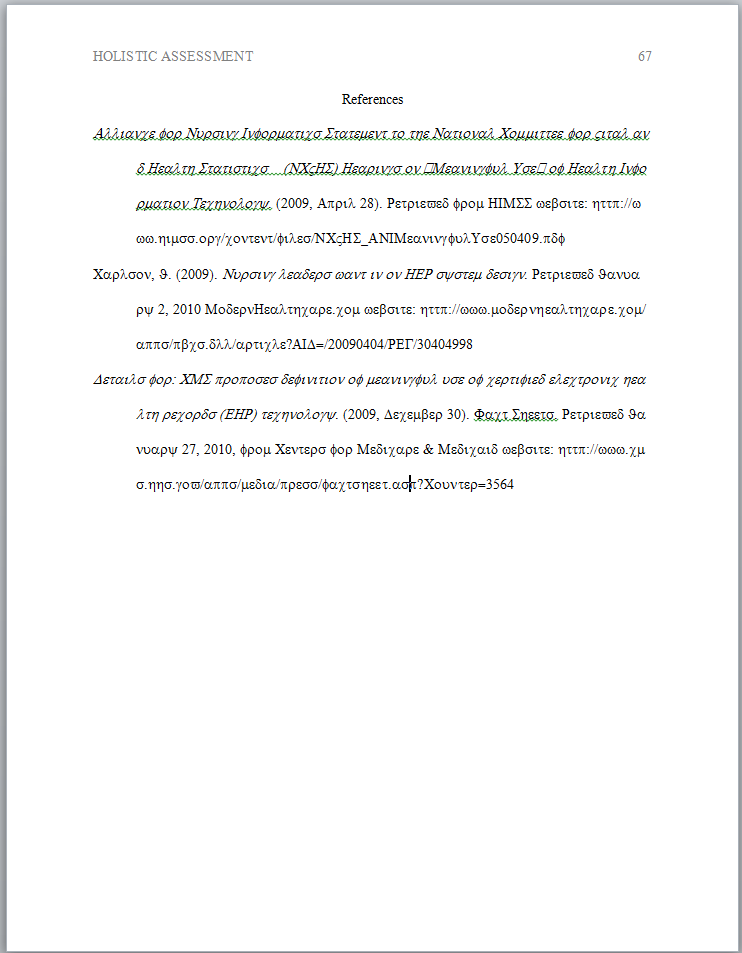 HOLISTIC ASSESSMENT 67
References
Αλλιανχε φορ Νυρσινγ Ινφορματιχσ Στατεμεντ το τηε Νατιοναλ Χομμιττεε φορ ςιταλ αν
δ Ηεαλτη Στατιστιχσ (ΝΧςΗΣ) Ηεαρινγσ ον □Μεανινγφυλ Υσε□ οφ Ηεαλτη Ινφο
ρματιον Τεχηνολογψ. (2009, Απριλ 28). Ρετριεϖεδ φρομ ΗΙΜΣΣ ωεβσιτε: ηττπ://ω
ωω.ηιμσσ.οργ/χοντεντ/φιλεσ/ΝΧςΗΣ_ΑΝΙΜεανινγφυλΥσε050409.πδφ
Χαρλσον, ϑ. (2009). Νυρσινγ λεαδερσ ωαντ ιν ον ΗΕΡ σψστεμ δεσιγν. Ρετριεϖεδ ϑανυα
ρψ 2, 2010 ΜοδερνΗεαλτηχαρε.χομ ωεβσιτε: ηττπ://ωωω.μοδερνηεαλτηχαρε.χομ/
αππσ/πβχσ.δλλ/αρτιχλε?ΑΙΔ=/20090404/ΡΕΓ/30404998
Δεταιλσ φορ: ΧΜΣ προποσεσ δεφινιτιον οφ μεανινγφυλ υσε οφ χερτιφιεδ ελεχτρονιχ ηεα
λτη ρεχορδσ (ΕΗΡ) τεχηνολογψ. (2009, Δεχεμβερ 30). Φαχτ Σηεετσ. Ρετριεϖεδ ϑα
νυαρψ 27, 2010, φρομ Χεντερσ φορ Μεδιχαρε & Μεδιχαιδ ωεβσιτε: ηττπ://ωωω.χμ
σ.ηησ.γοϖ/αππσ/μεδια/πρεσσ/φαχτσηεετ.ασπ?Χουντερ=3564